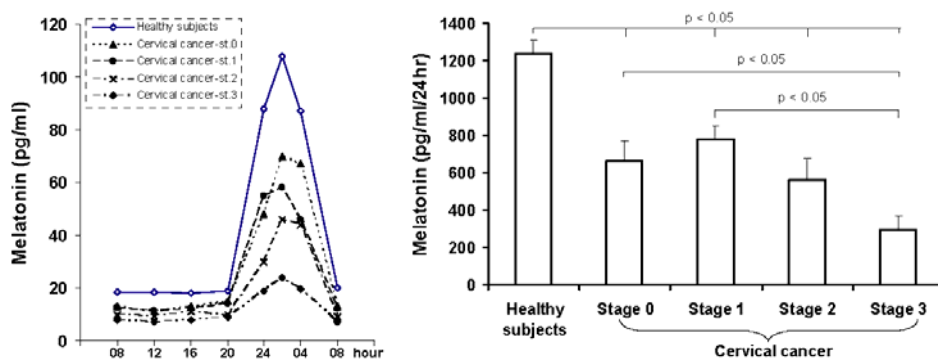 120
100
80
60
40
20
0
Melatonin (pg/ml)
Healthy subjects
Cervical cancer-st.0
Cervical cancer-st.1
Cervical cancer-st.2
Cervical cancer-st.3
08 12 16 20 24 04 08 hour
1400
1200
1000
800
600
400
200
0
Melatonin (pg/ml/24hr)
p < 0.05
p < 0.05
p < 0.05
Healthy subjects
Stage 0 Stage 1 Stage 2 Stage 3
Cervical cancer